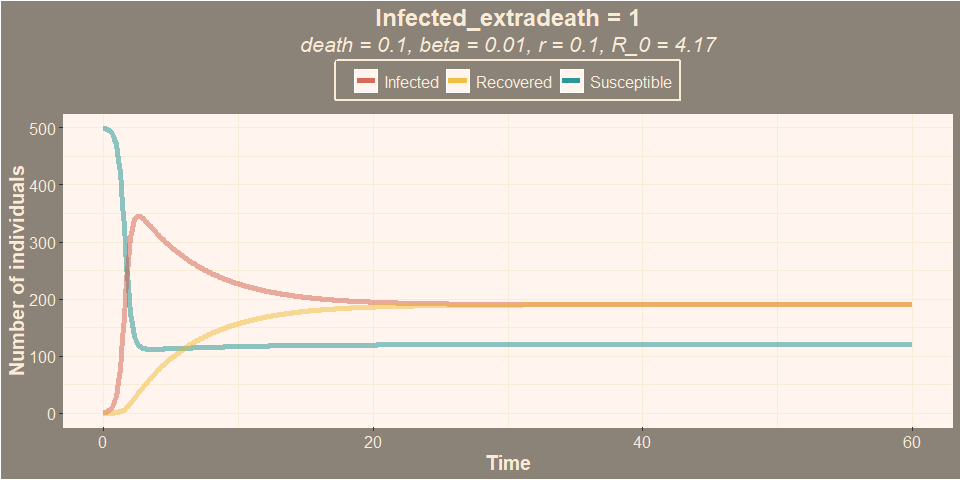 Infected_extradeath = 1
death = 0.1, beta = 0.01, r = 0.1, R_0 = 4.17
Infected Recovered Susceptible
Number of individuals
500
400
300
200
100
0
0 20 40 60
Time